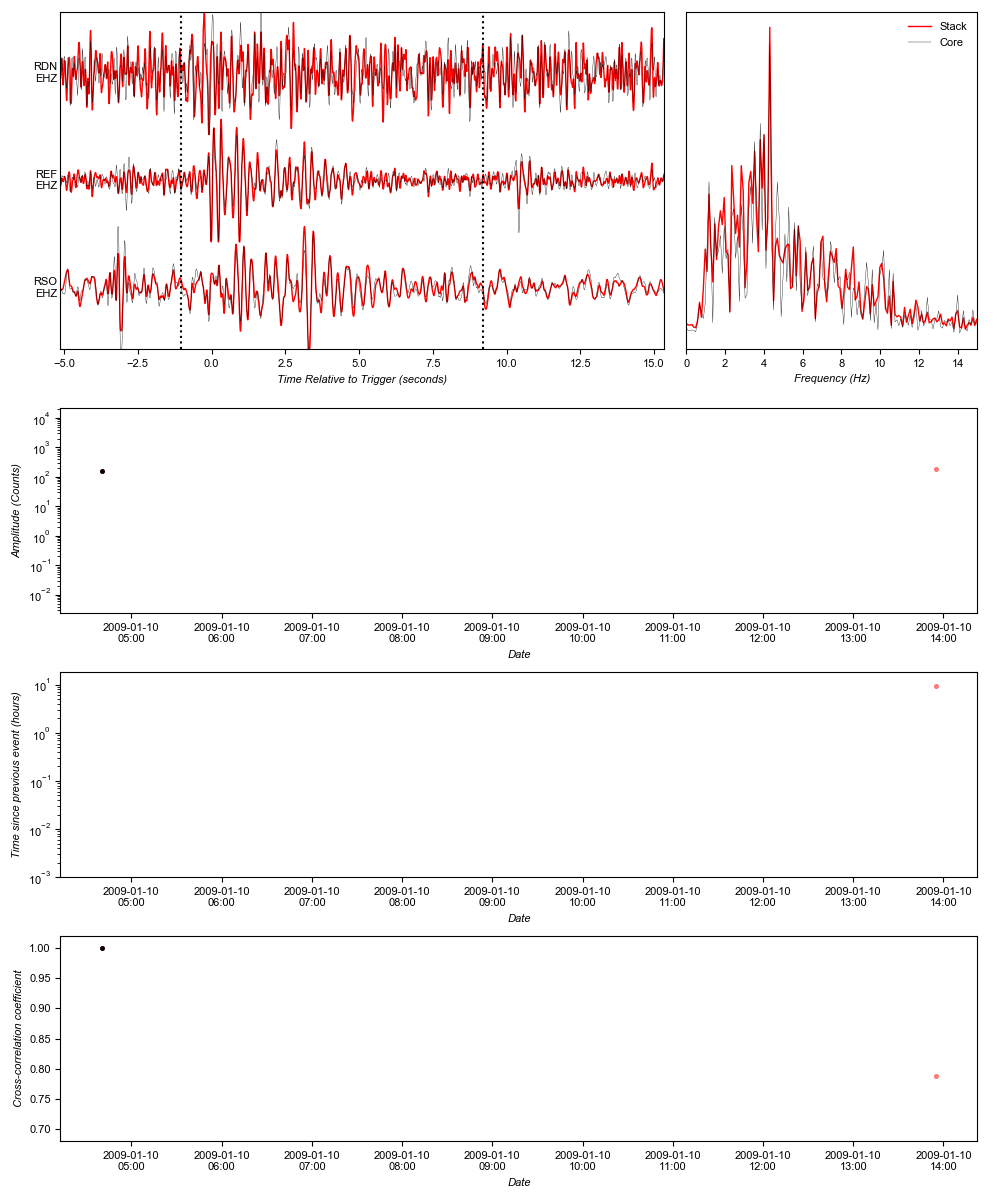 RDN
EHZ
REF
EHZ
RSO
EHZ
−5.0 −2.5 0.0 2.5 5.0 7.5 10.0 12.5 15.0
Time Relative to Trigger (seconds)
Stack
Core
0 2 4 6 8 10 12 14
Frequency (Hz)
Amplitude (Counts)
10⁴
10³
10²
10¹
10⁰
10⁻¹
10⁻²
2009-01-10 2009-01-10 2009-01-10 2009-01-10 2009-01-10 2009-01-10 2009-01-10 2009-01-10 2009-01-10 2009-01-10
05:00 06:00 07:00 08:00 09:00 10:00 11:00 12:00 13:00 14:00
Date
Time since previous event (hours)
10¹
10⁰
10⁻¹
10⁻²
10⁻³
2009-01-10 2009-01-10 2009-01-10 2009-01-10 2009-01-10 2009-01-10 2009-01-10 2009-01-10 2009-01-10 2009-01-10
05:00 06:00 07:00 08:00 09:00 10:00 11:00 12:00 13:00 14:00
Date
Cross-correlation coefficient
1.00
0.95
0.90
0.85
0.80
0.75
0.70
2009-01-10 2009-01-10 2009-01-10 2009-01-10 2009-01-10 2009-01-10 2009-01-10 2009-01-10 2009-01-10 2009-01-10
05:00 06:00 07:00 08:00 09:00 10:00 11:00 12:00 13:00 14:00
Date